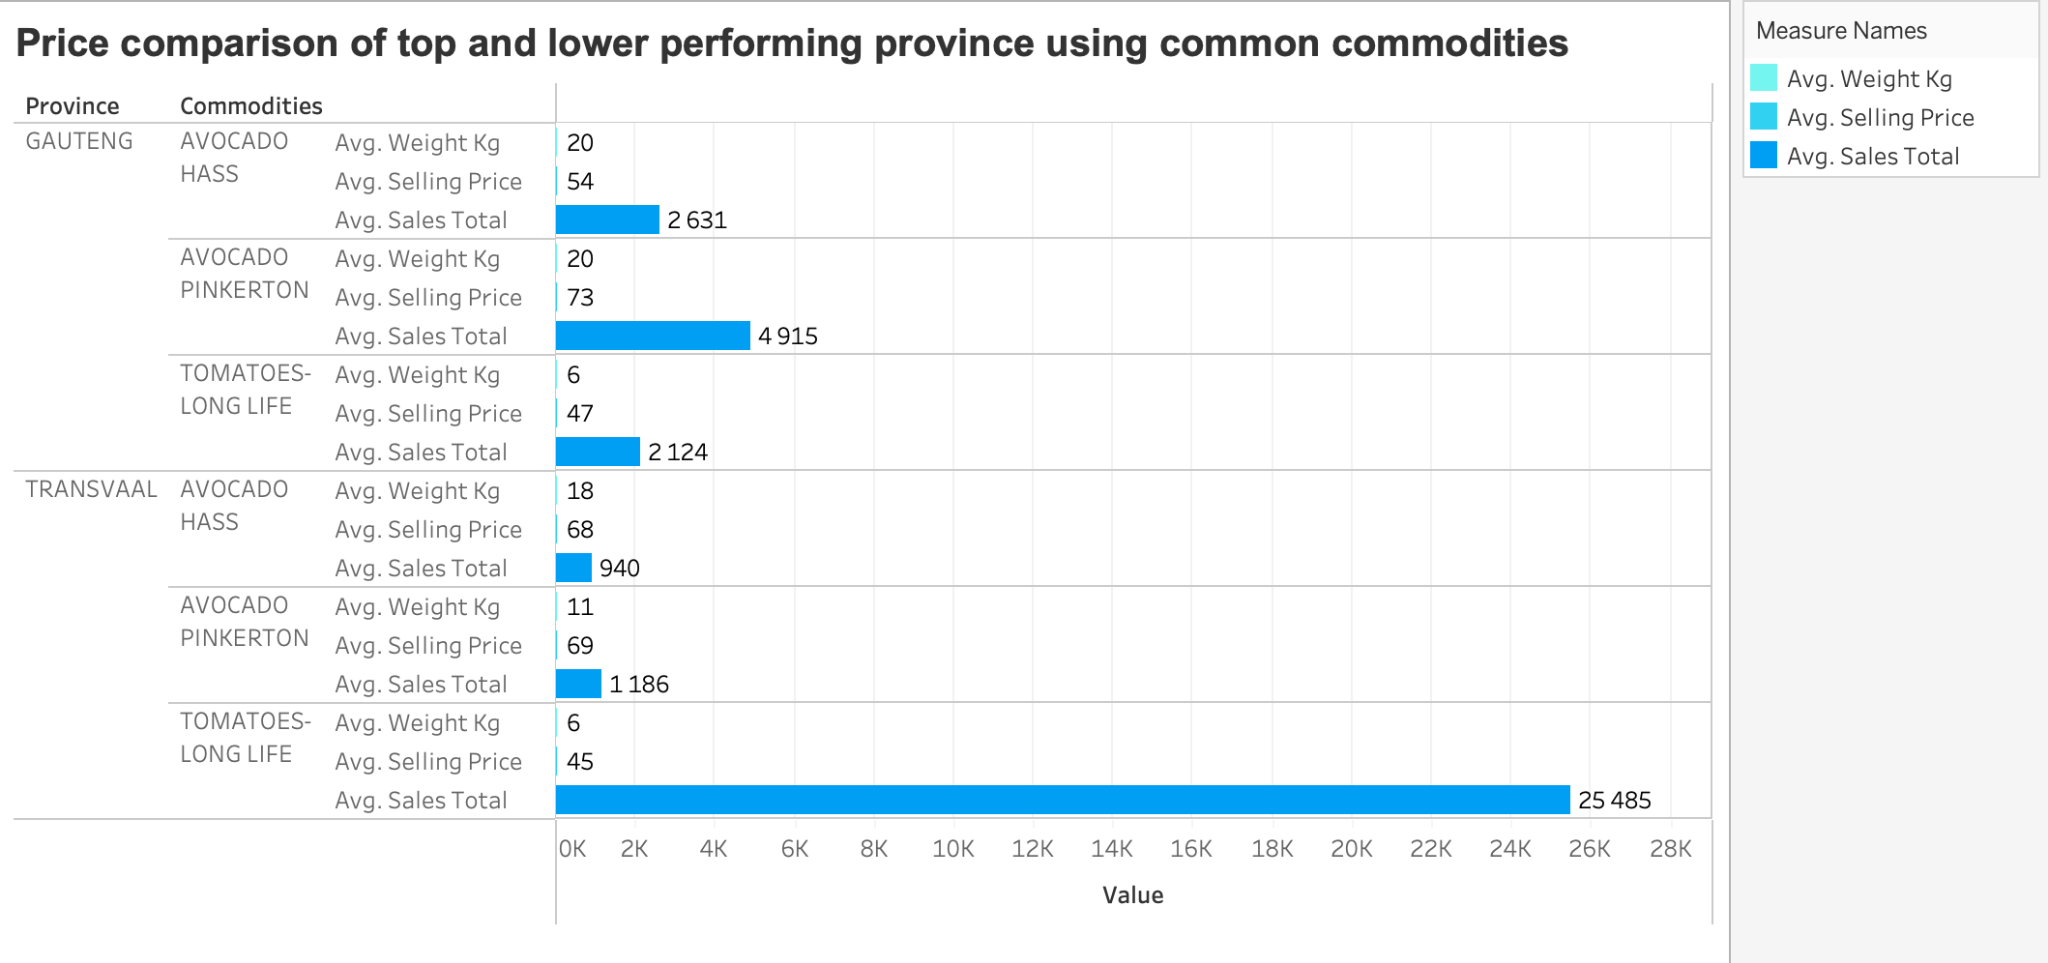 Price comparison of top and lower performing province using common commodities
Measure Names
Avg. Weight Kg
Avg. Selling Price
Avg. Sales Total
Province Commodities
GAUTENG AVOCADO HASS Avg. Weight Kg 20
Avg. Selling Price 54
Avg. Sales Total 2 631
AVOCADO PINKERTON Avg. Weight Kg 20
Avg. Selling Price 73
Avg. Sales Total 4 915
TOMATOES-LONG LIFE Avg. Weight Kg 6
Avg. Selling Price 47
Avg. Sales Total 2 124
TRANSVAAL AVOCADO HASS Avg. Weight Kg 18
Avg. Selling Price 68
Avg. Sales Total 940
AVOCADO PINKERTON Avg. Weight Kg 11
Avg. Selling Price 69
Avg. Sales Total 1 186
TOMATOES-LONG LIFE Avg. Weight Kg 6
Avg. Selling Price 45
Avg. Sales Total 25 485
0K 2K 4K 6K 8K 10K 12K 14K 16K 18K 20K 22K 24K 26K 28K
Value